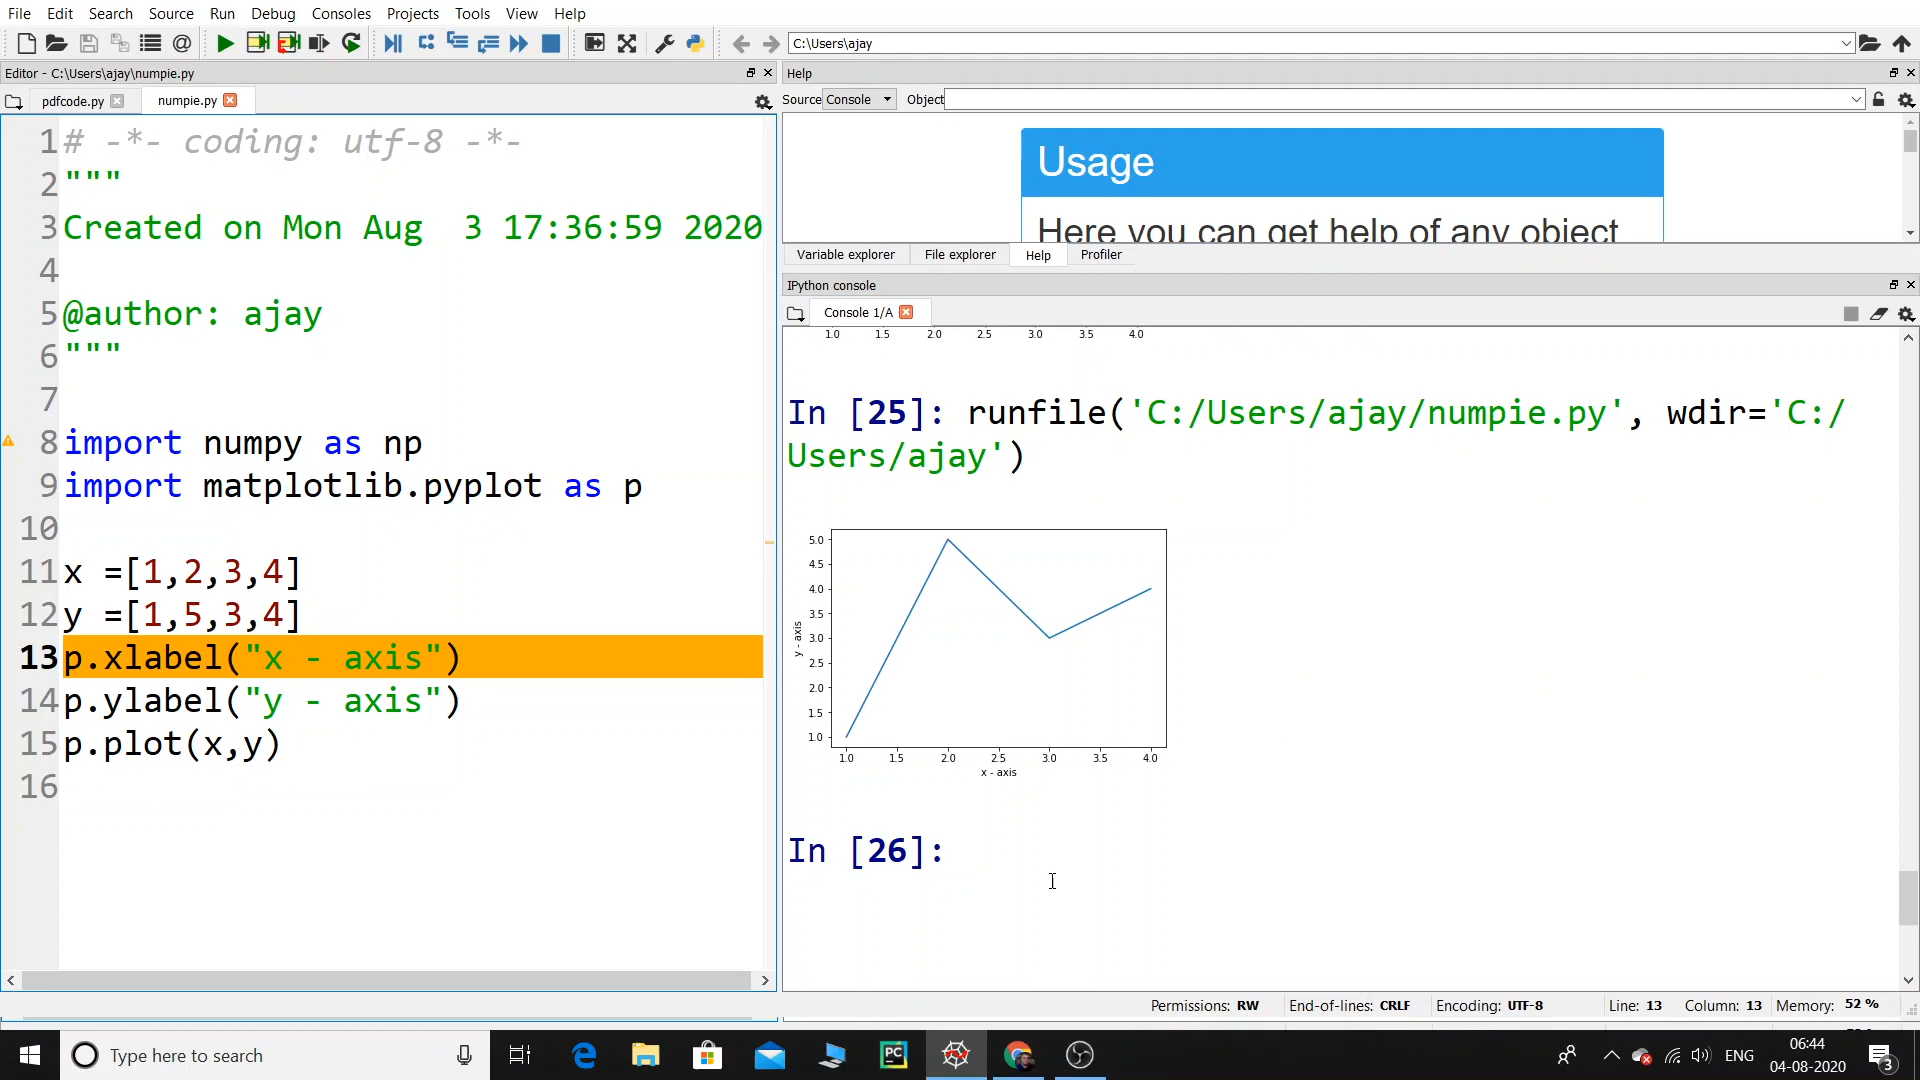 File Edit Search Source Run Debug Consoles Projects Tools View Help
C:\Users\ajay
Editor - C:\Users\ajay\numpie.py
Help
pdfcode.py numpie.py
Source Console Object
1 # -*- coding: utf-8 -*-
2 """
3 Created on Mon Aug  3 17:36:59 2020
4
5 @author: ajay
6 """
7
8 import numpy as np
9 import matplotlib.pyplot as p
10
11 x =[1,2,3,4]
12 y =[1,5,3,4]
13 p.xlabel("x - axis")
14 p.ylabel("y - axis")
15 p.plot(x,y)
16
Usage
Here you can get help of any object
Variable explorer File explorer Help Profiler
IPython console
Console 1/A
1.0 1.5 2.0 2.5 3.0 3.5 4.0
In [25]: runfile('C:/Users/ajay/numpie.py', wdir='C:/
Users/ajay')
5.0
4.5
4.0
3.5
3.0
2.5
2.0
1.5
1.0
y - axis
1.0 1.5 2.0 2.5 3.0 3.5 4.0
x - axis
In [26]:
Permissions: RW End-of-lines: CRLF Encoding: UTF-8 Line: 13 Column: 13 Memory: 52 %
Type here to search
PC
ENG
06:44
04-08-2020
3